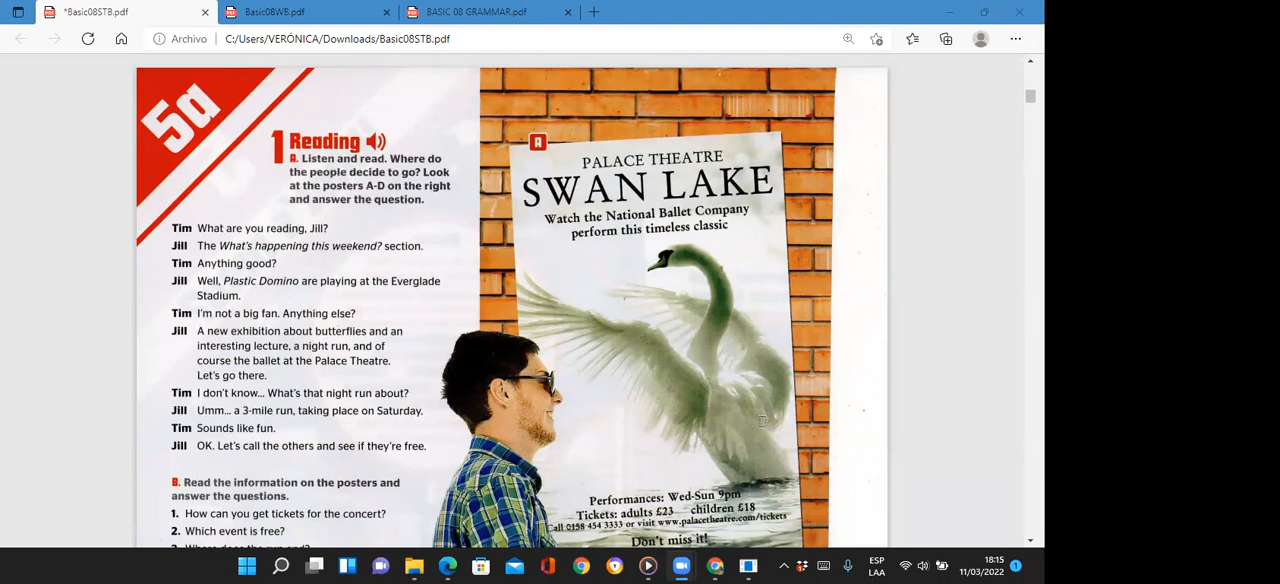 *Basic08STB.pdf
Basic08WB.pdf
BASIC 08 GRAMMAR.pdf
Archivo
C:/Users/VERÓNICA/Downloads/Basic08STB.pdf
5a
1 Reading
A. Listen and read. Where do
the people decide to go? Look
at the posters A-D on the right
and answer the question.
Tim What are you reading, Jill?
Jill The What's happening this weekend? section.
Tim Anything good?
Jill Well, Plastic Domino are playing at the Everglade
Stadium.
Tim I'm not a big fan. Anything else?
Jill A new exhibition about butterflies and an
interesting lecture, a night run, and of
course the ballet at the Palace Theatre.
Let's go there.
Tim I don't know... What's that night run about?
Jill Umm... a 3-mile run, taking place on Saturday.
Tim Sounds like fun.
Jill OK. Let's call the others and see if they're free.
B. Read the information on the posters and
answer the questions.
1. How can you get tickets for the concert?
2. Which event is free?
A
PALACE THEATRE
SWAN LAKE
Watch the National Ballet Company
perform this timeless classic
Performances: Wed-Sun 9pm
Tickets: adults £23 children £18
Call 0158 454 3333 or visit www.palacetheatre.com/tickets
Don't miss it!
ESP
LAA
18:15
11/03/2022
1